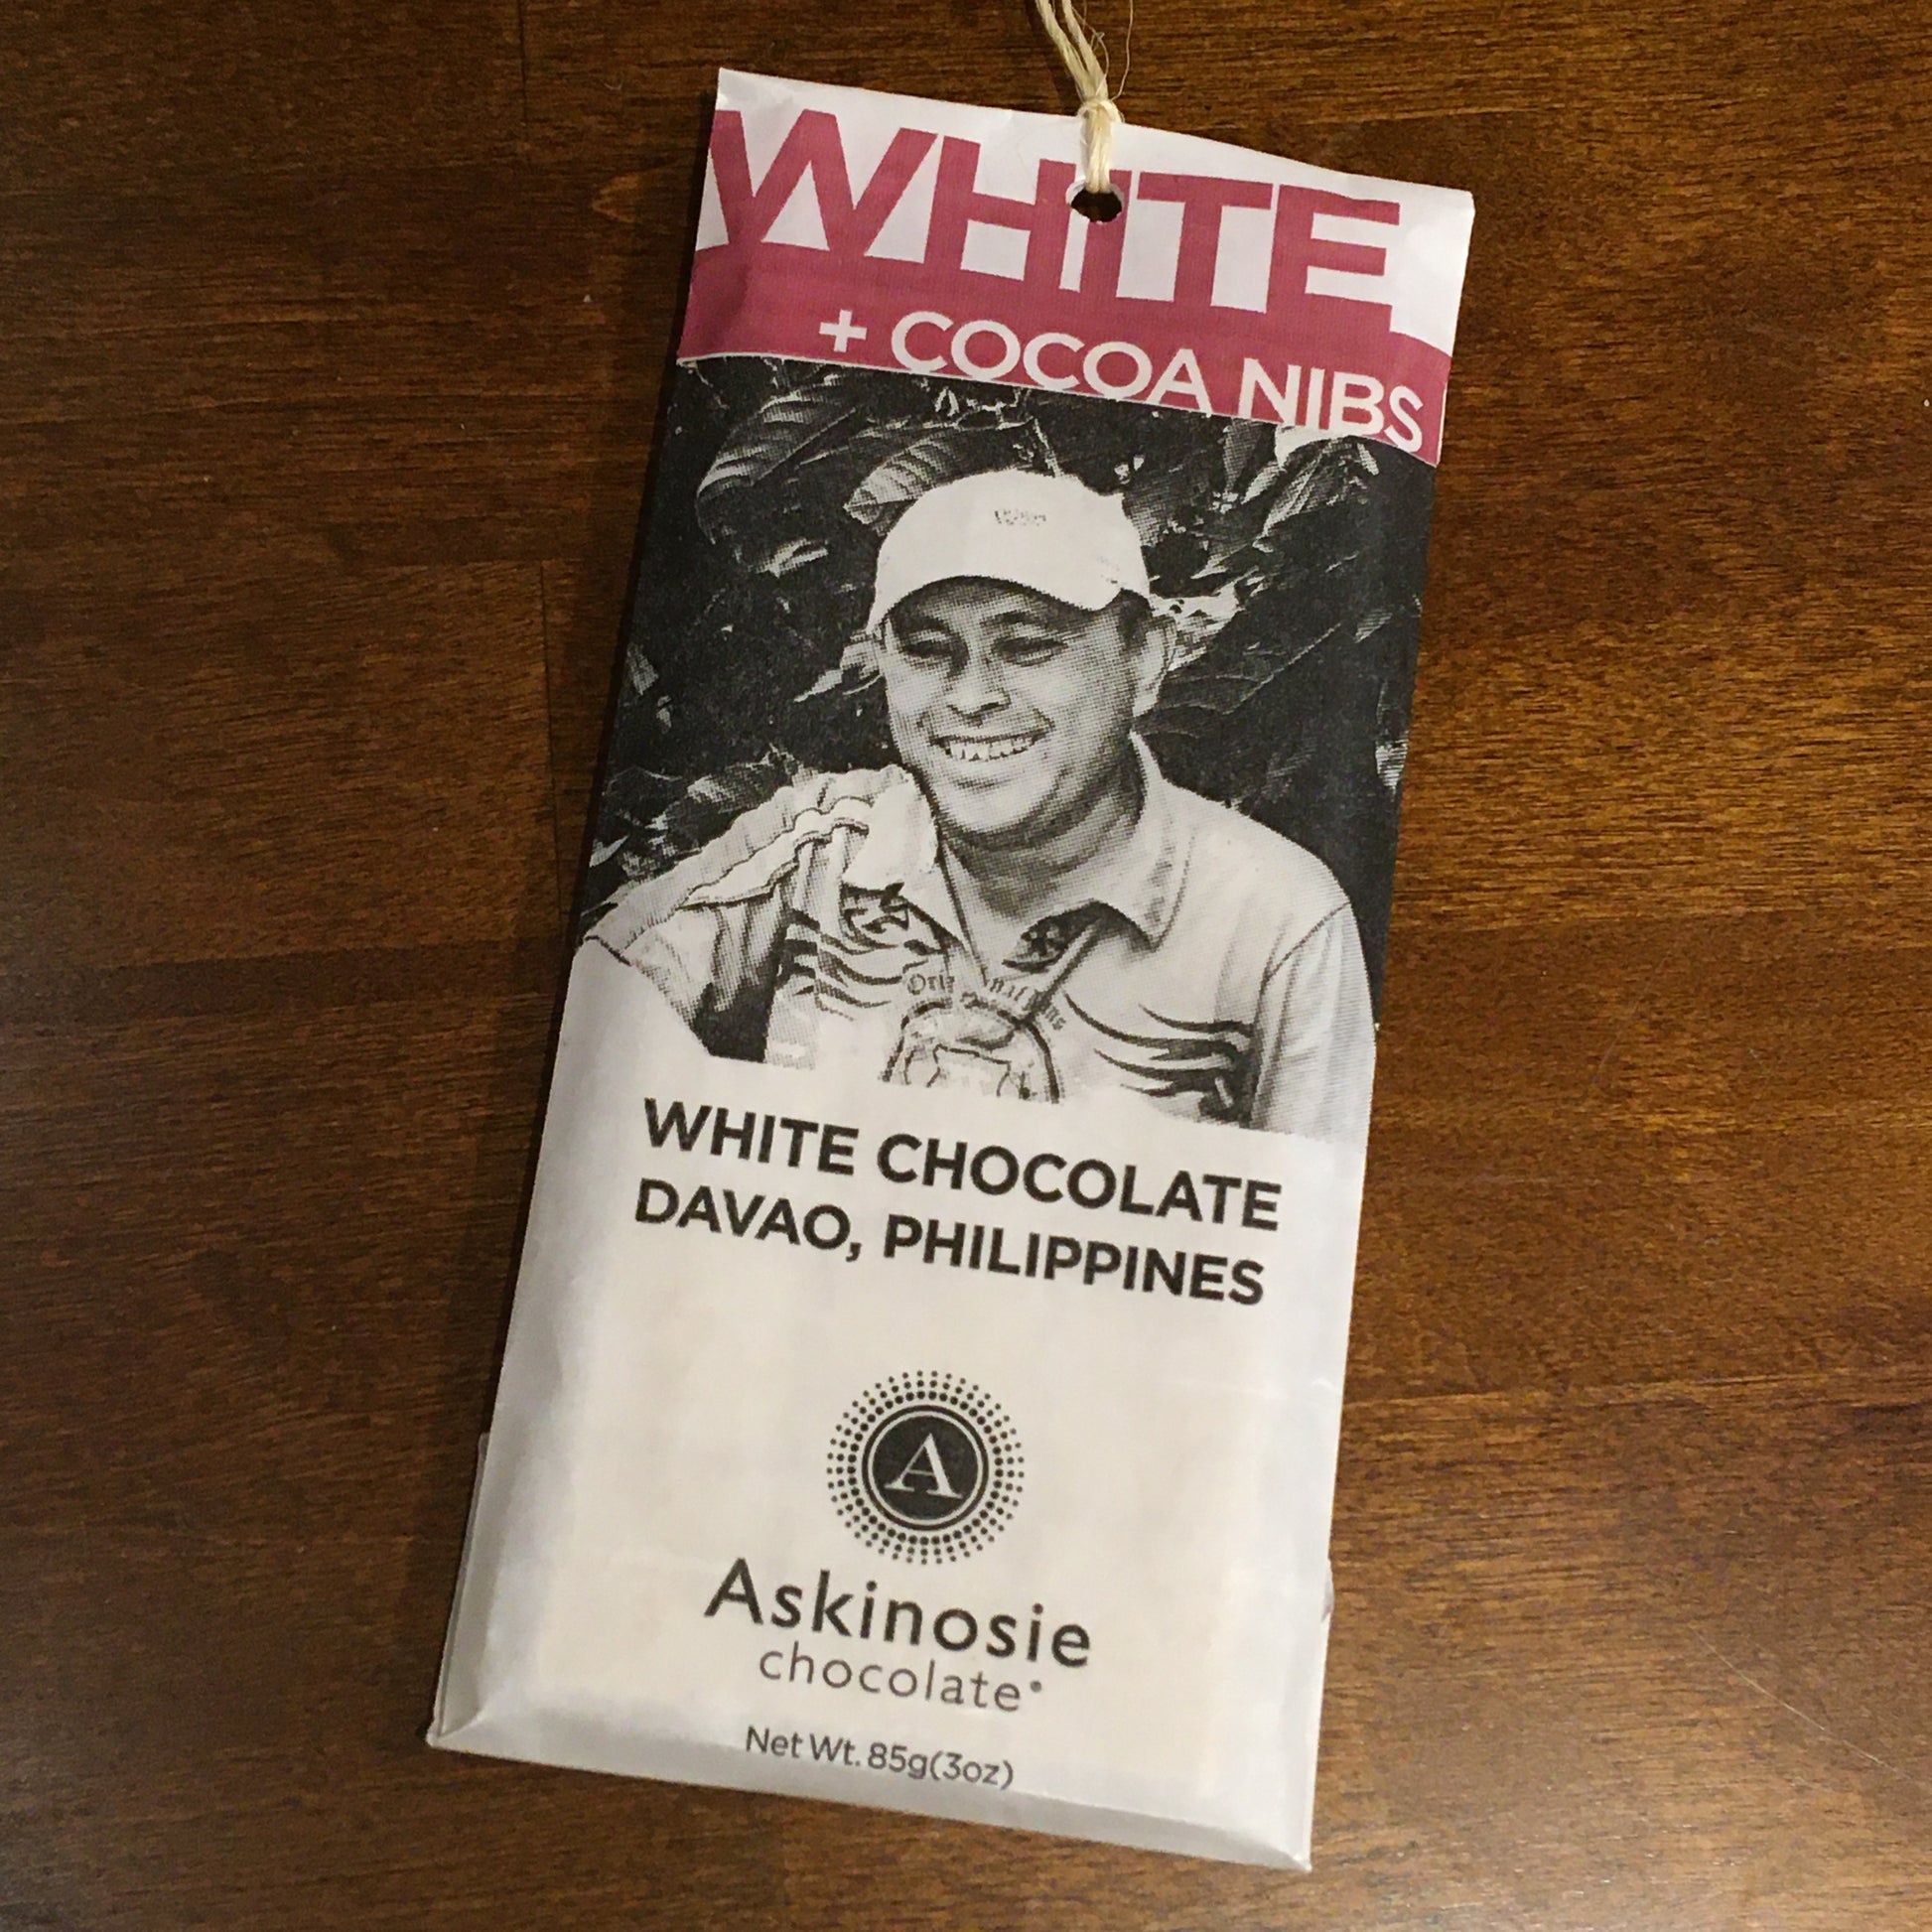 WHITE
+ COCOA NIBS
WHITE CHOCOLATE
DAVAO, PHILIPPINES
A
Askinosie
chocolate®
Net Wt. 85g(3oz)